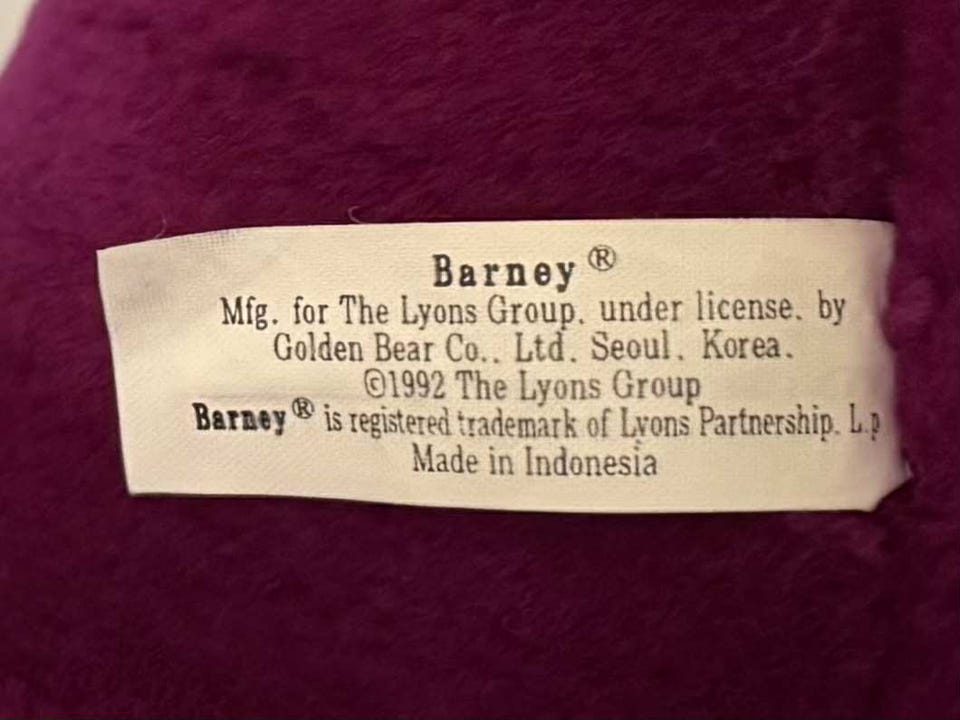 Barney ®
Mfg. for The Lyons Group. under license. by
Golden Bear Co.. Ltd. Seoul. Korea.
©1992 The Lyons Group
Barney ® is registered trademark of Lyons Partnership. L.p
Made in Indonesia